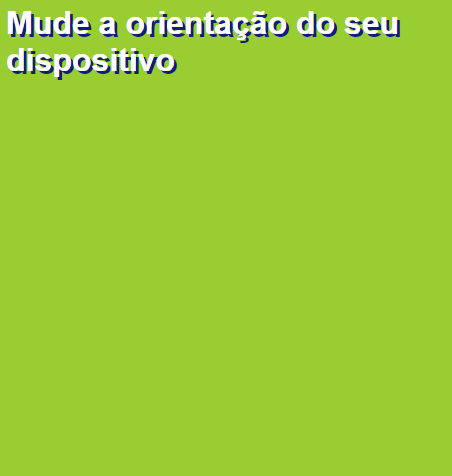 Mude a orientação do seu
dispositivo